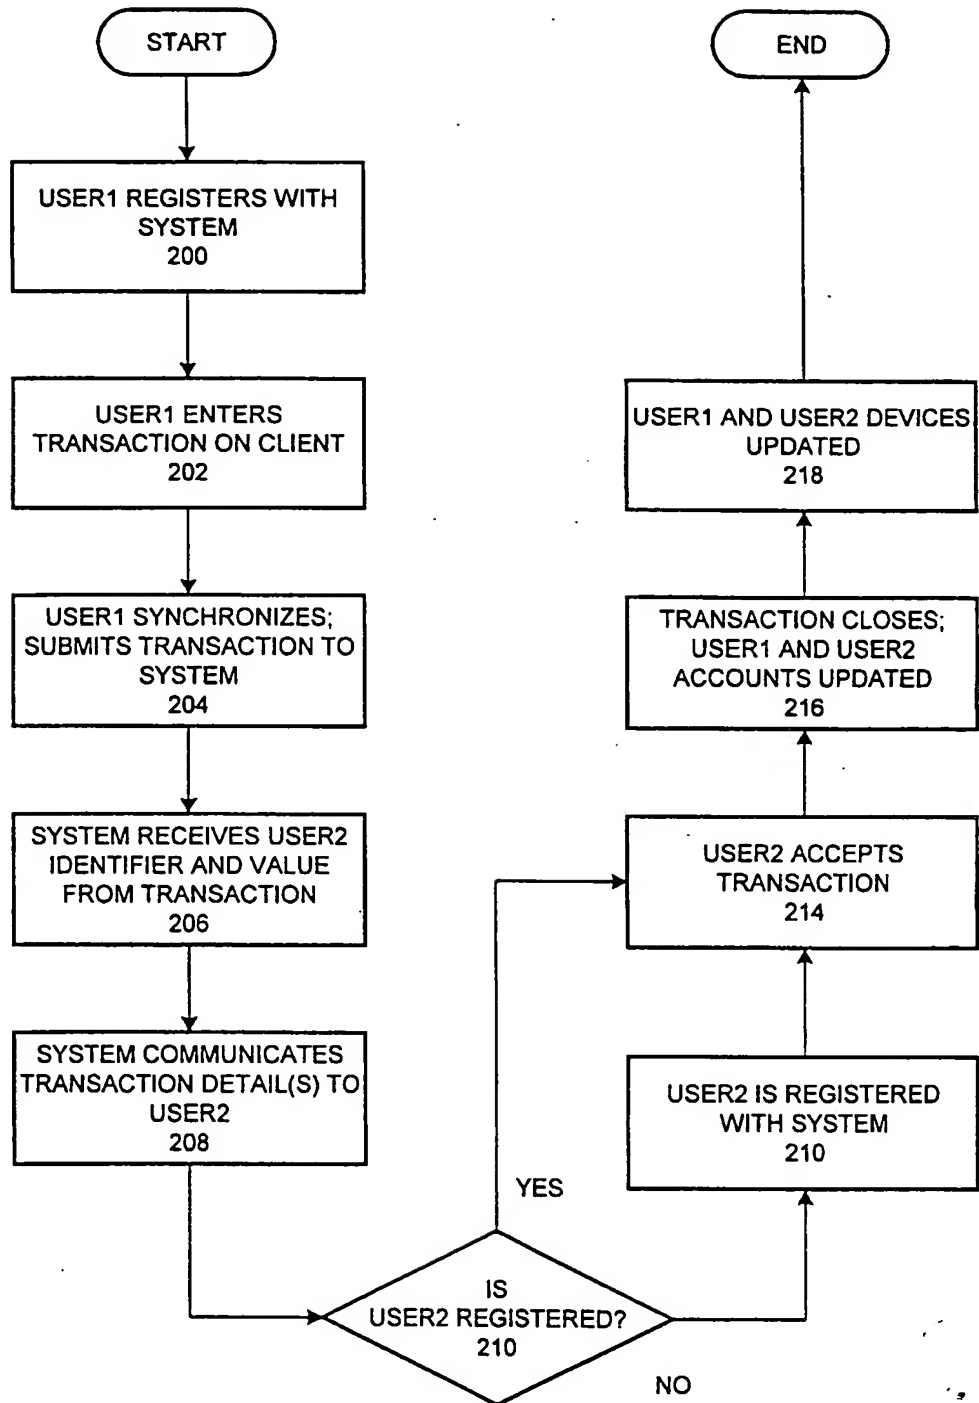 START
USER1 REGISTERS WITH
SYSTEM
200
USER1 ENTERS
TRANSACTION ON CLIENT
202
USER1 SYNCHRONIZES;
SUBMITS TRANSACTION TO
SYSTEM
204
SYSTEM RECEIVES USER2
IDENTIFIER AND VALUE
FROM TRANSACTION
206
SYSTEM COMMUNICATES
TRANSACTION DETAIL(S) TO
USER2
208
IS
USER2 REGISTERED?
210
YES
NO
USER2 IS REGISTERED
WITH SYSTEM
210
USER2 ACCEPTS
TRANSACTION
214
TRANSACTION CLOSES;
USER1 AND USER2
ACCOUNTS UPDATED
216
USER1 AND USER2 DEVICES
UPDATED
218
END